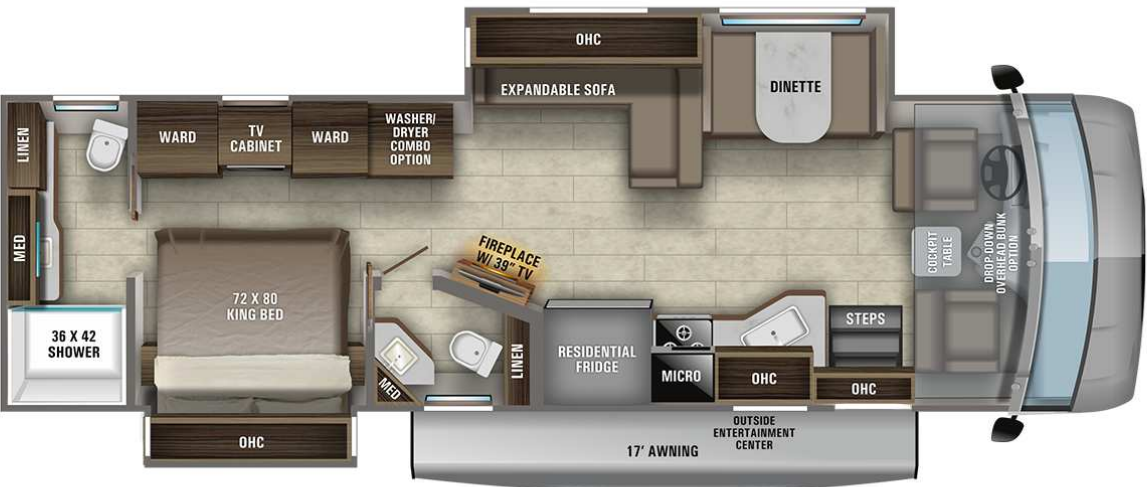 OHC
EXPANDABLE SOFA
DINETTE
LINEN
WARD
TV
CABINET
WARD
WASHER/
DRYER
COMBO
OPTION
MED
FIREPLACE
W/ 39" TV
COCKPIT
TABLE
DROP DOWN
OVERHEAD BUNK
OPTION
72 X 80
KING BED
36 X 42
SHOWER
MED
LINEN
RESIDENTIAL
FRIDGE
MICRO
OHC
STEPS
OHC
OHC
17' AWNING
OUTSIDE
ENTERTAINMENT
CENTER